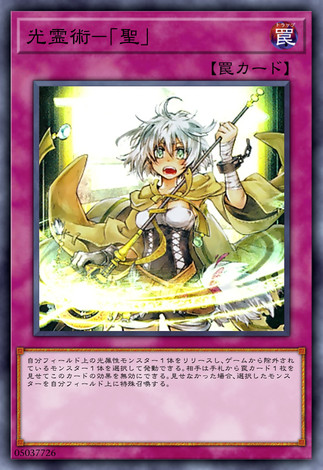 光霊術―「聖」
トラップ
罠
【罠カード】
自分フィールド上の光属性モンスター１体をリリースし、ゲームから除外され
ているモンスター１体を選択して発動できる。相手は手札から罠カード１枚を
見せてこのカードの効果を無効にできる。見せなかった場合、選択したモンス
ターを自分フィールド上に特殊召喚する。
05037726